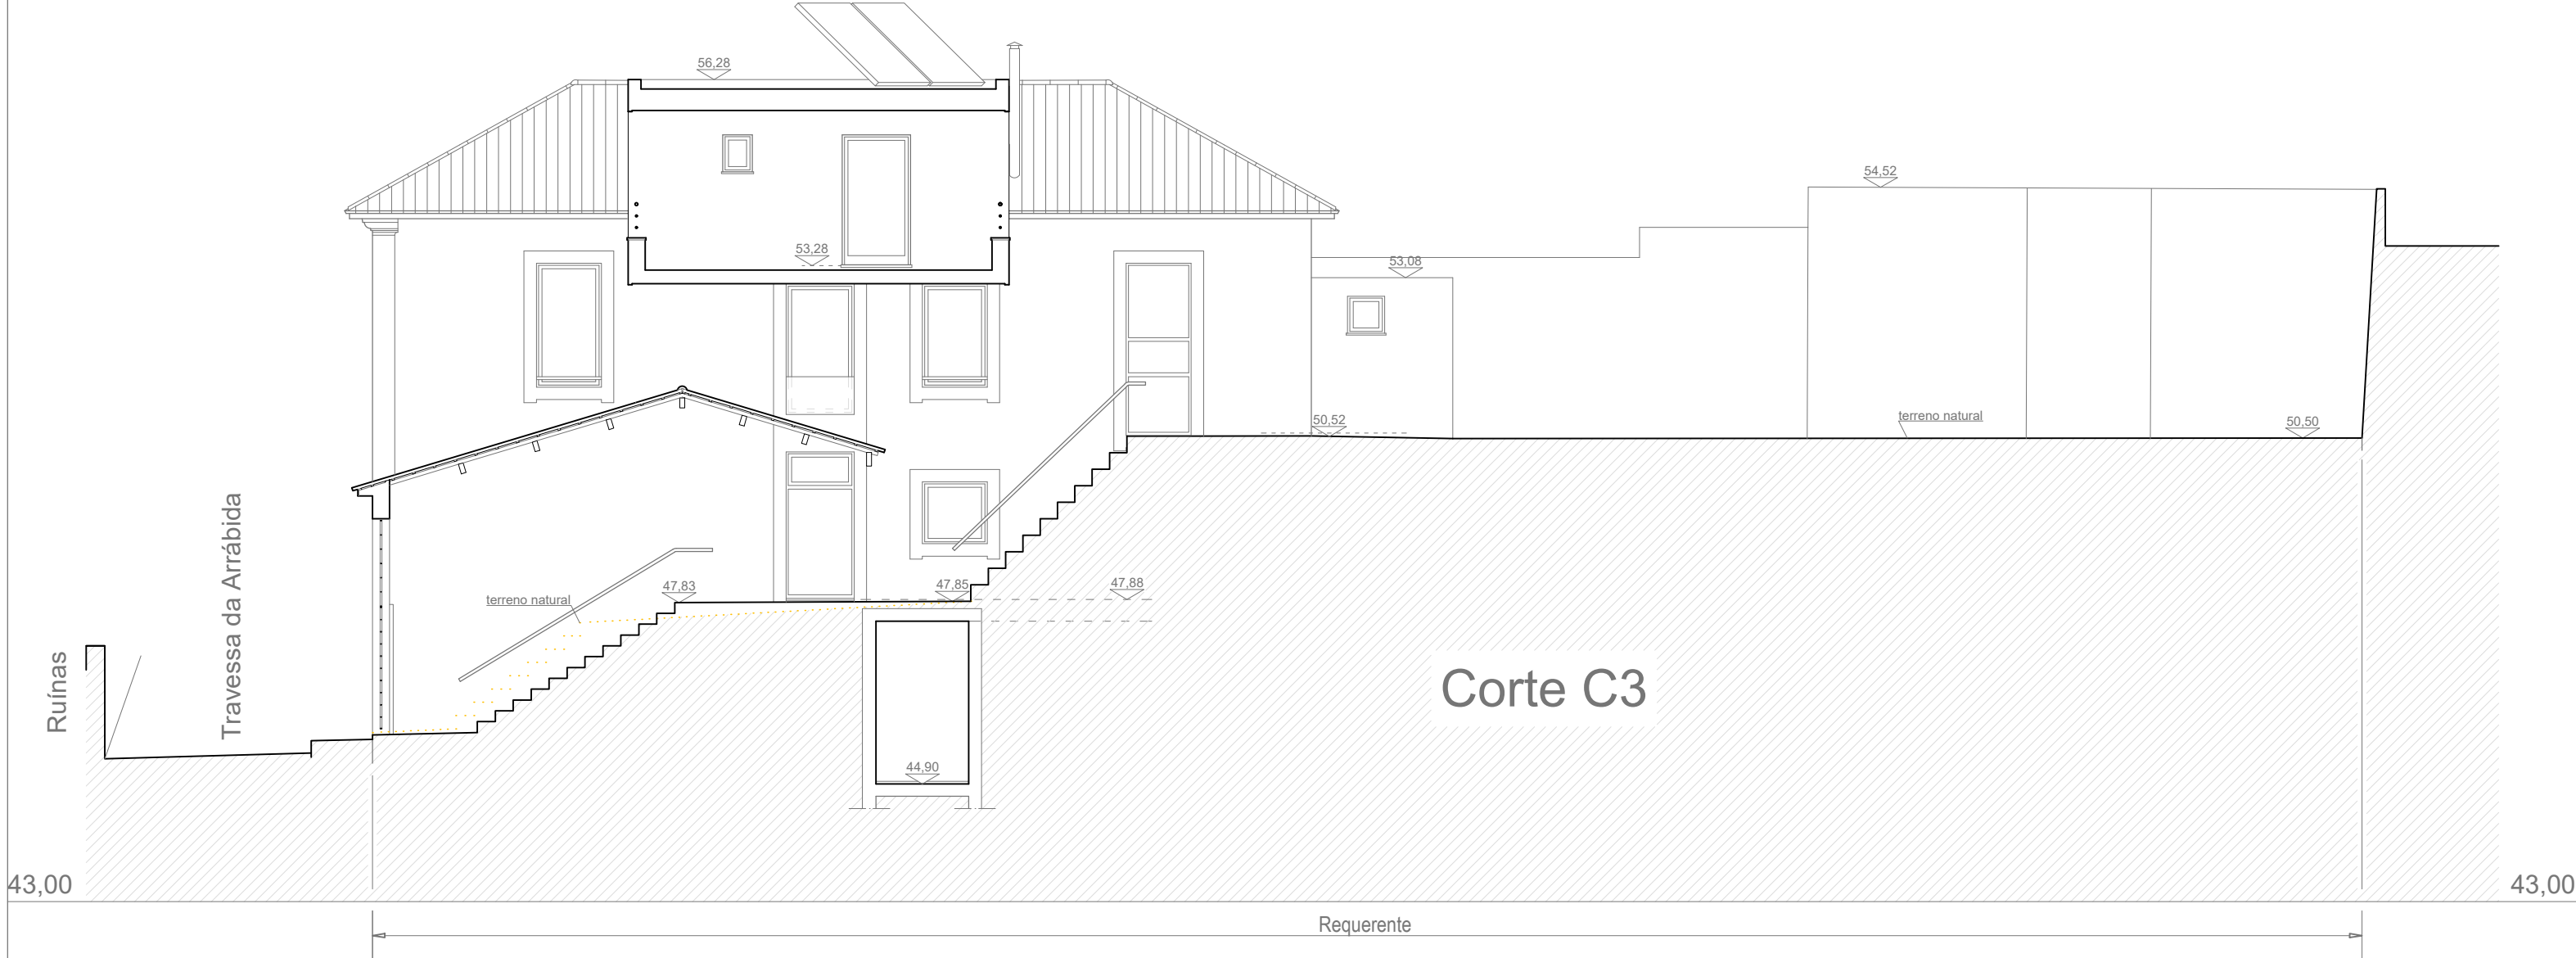 56,28
54,52
53,28
53,08
50,52
terreno natural
50,50
Travessa da Arrábida
47,83
47,85
47,88
terreno natural
Ruínas
Corte C3
44,90
43,00
43,00
Requerente